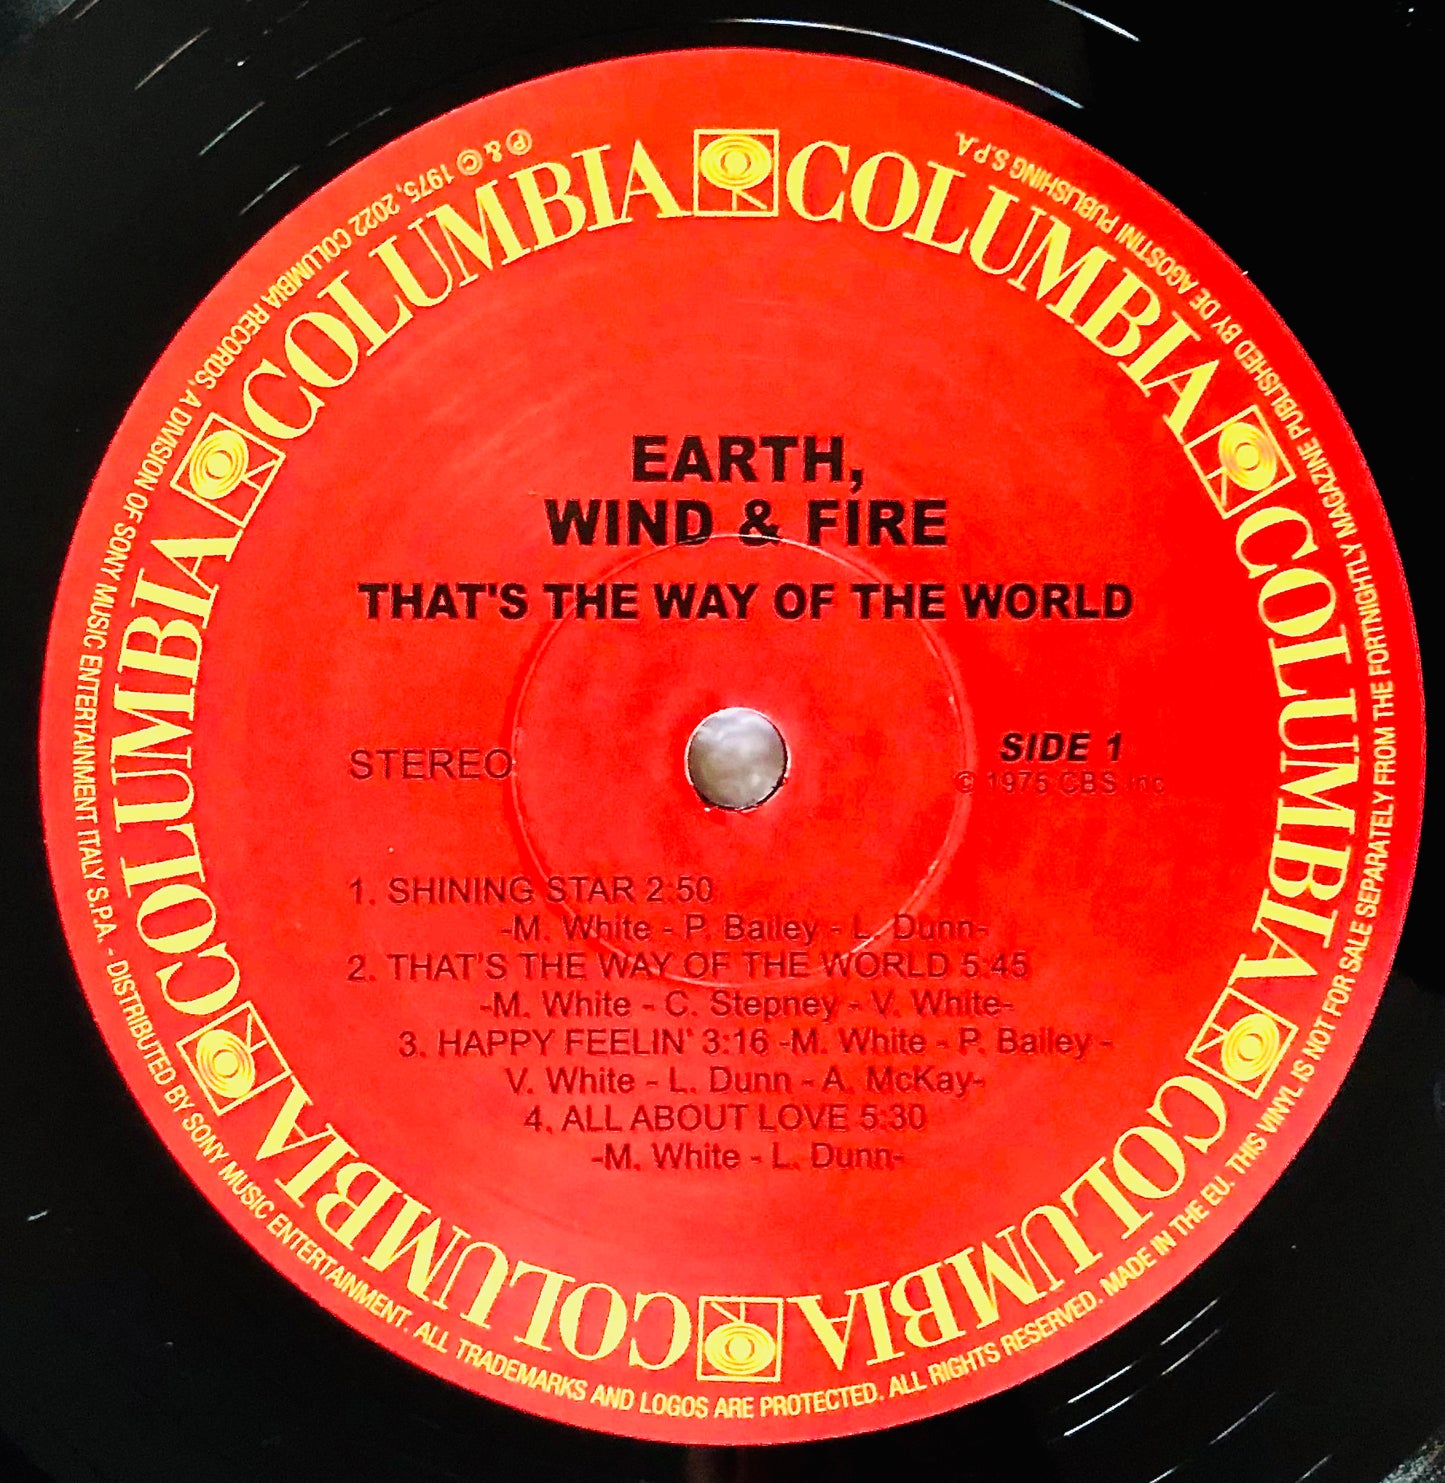 EARTH,
WIND & FIRE
THAT'S THE WAY OF THE WORLD
STEREO
SIDE 1
© 1975 CBS Inc
1. SHINING STAR 2:50
-M. White - P. Bailey - L. Dunn-
2. THAT'S THE WAY OF THE WORLD 5:45
-M. White - C. Stepney - V. White-
3. HAPPY FEELIN' 3:16 -M. White - P. Bailey -
V. White - L. Dunn - A. McKay-
4. ALL ABOUT LOVE 5:30
-M. White - L. Dunn-
COLUMBIA
COLUMBIA
COLUMBIA
COLUMBIA
COLUMBIA
COLUMBIA
COLUMBIA
COLUMBIA
℗ & © 1975, 2022 COLUMBIA RECORDS, A DIVISION OF SONY MUSIC ENTERTAINMENT ITALY S.P.A. - DISTRIBUTED BY SONY MUSIC ENTERTAINMENT. ALL TRADEMARKS AND LOGOS ARE PROTECTED. ALL RIGHTS RESERVED. MADE IN THE EU. THIS VINYL IS NOT FOR SALE SEPARATELY FROM THE FORTNIGHTLY MAGAZINE PUBLISHED BY DE AGOSTINI PUBLISHING S.P.A.